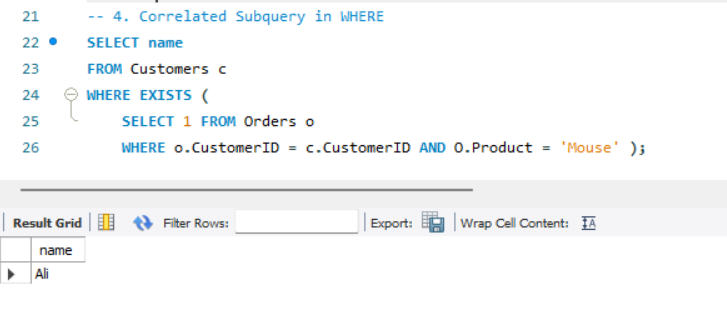 21 -- 4. Correlated Subquery in WHERE
22 SELECT name
23 FROM Customers c
24 WHERE EXISTS (
25 SELECT 1 FROM Orders o
26 WHERE o.CustomerID = c.CustomerID AND O.Product = 'Mouse' );
Result Grid Filter Rows: Export: Wrap Cell Content:
name
Ali